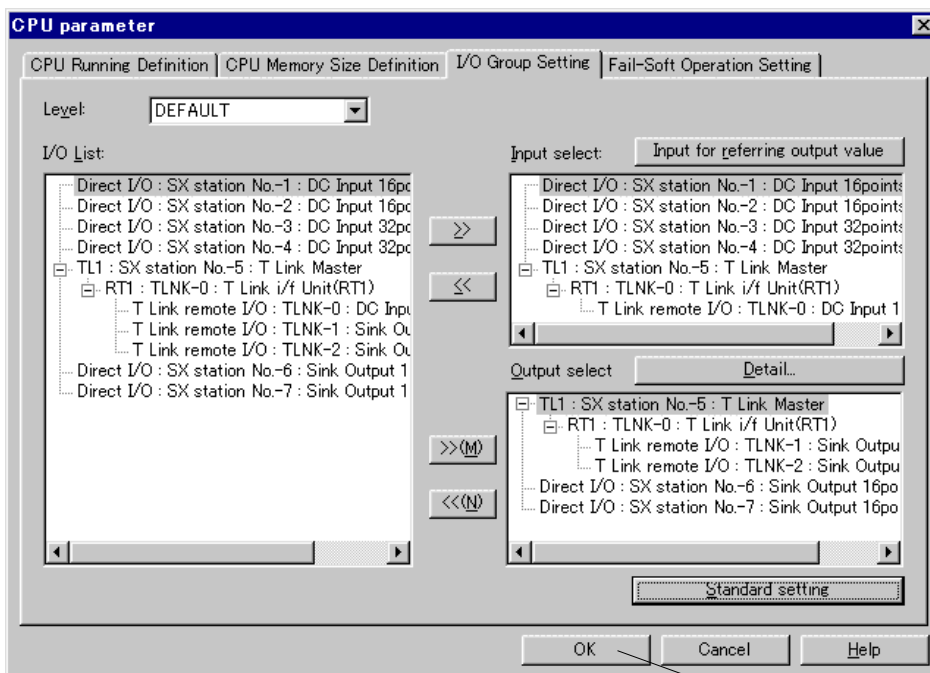 CPU parameter
CPU Running Definition
CPU Memory Size Definition
I/O Group Setting
Fail-Soft Operation Setting
Level:
DEFAULT
I/O List:
Direct I/O : SX station No.-1 : DC Input 16po
Direct I/O : SX station No.-2 : DC Input 16po
Direct I/O : SX station No.-3 : DC Input 32po
Direct I/O : SX station No.-4 : DC Input 32po
TL1 : SX station No.-5 : T Link Master
RT1 : TLNK-0 : T Link i/f Unit(RT1)
T Link remote I/O : TLNK-0 : DC Inpu
T Link remote I/O : TLNK-1 : Sink Ou
T Link remote I/O : TLNK-2 : Sink Ou
Direct I/O : SX station No.-6 : Sink Output 1
Direct I/O : SX station No.-7 : Sink Output 1
>>
<<
>>(M)
<<(N)
Input select:
Input for referring output value
Direct I/O : SX station No.-1 : DC Input 16points
Direct I/O : SX station No.-2 : DC Input 16points
Direct I/O : SX station No.-3 : DC Input 32points
Direct I/O : SX station No.-4 : DC Input 32points
TL1 : SX station No.-5 : T Link Master
RT1 : TLNK-0 : T Link i/f Unit(RT1)
T Link remote I/O : TLNK-0 : DC Input 1
Output select
Detail...
TL1 : SX station No.-5 : T Link Master
RT1 : TLNK-0 : T Link i/f Unit(RT1)
T Link remote I/O : TLNK-1 : Sink Outpu
T Link remote I/O : TLNK-2 : Sink Outpu
Direct I/O : SX station No.-6 : Sink Output 16po
Direct I/O : SX station No.-7 : Sink Output 16po
Standard setting
OK
Cancel
Help